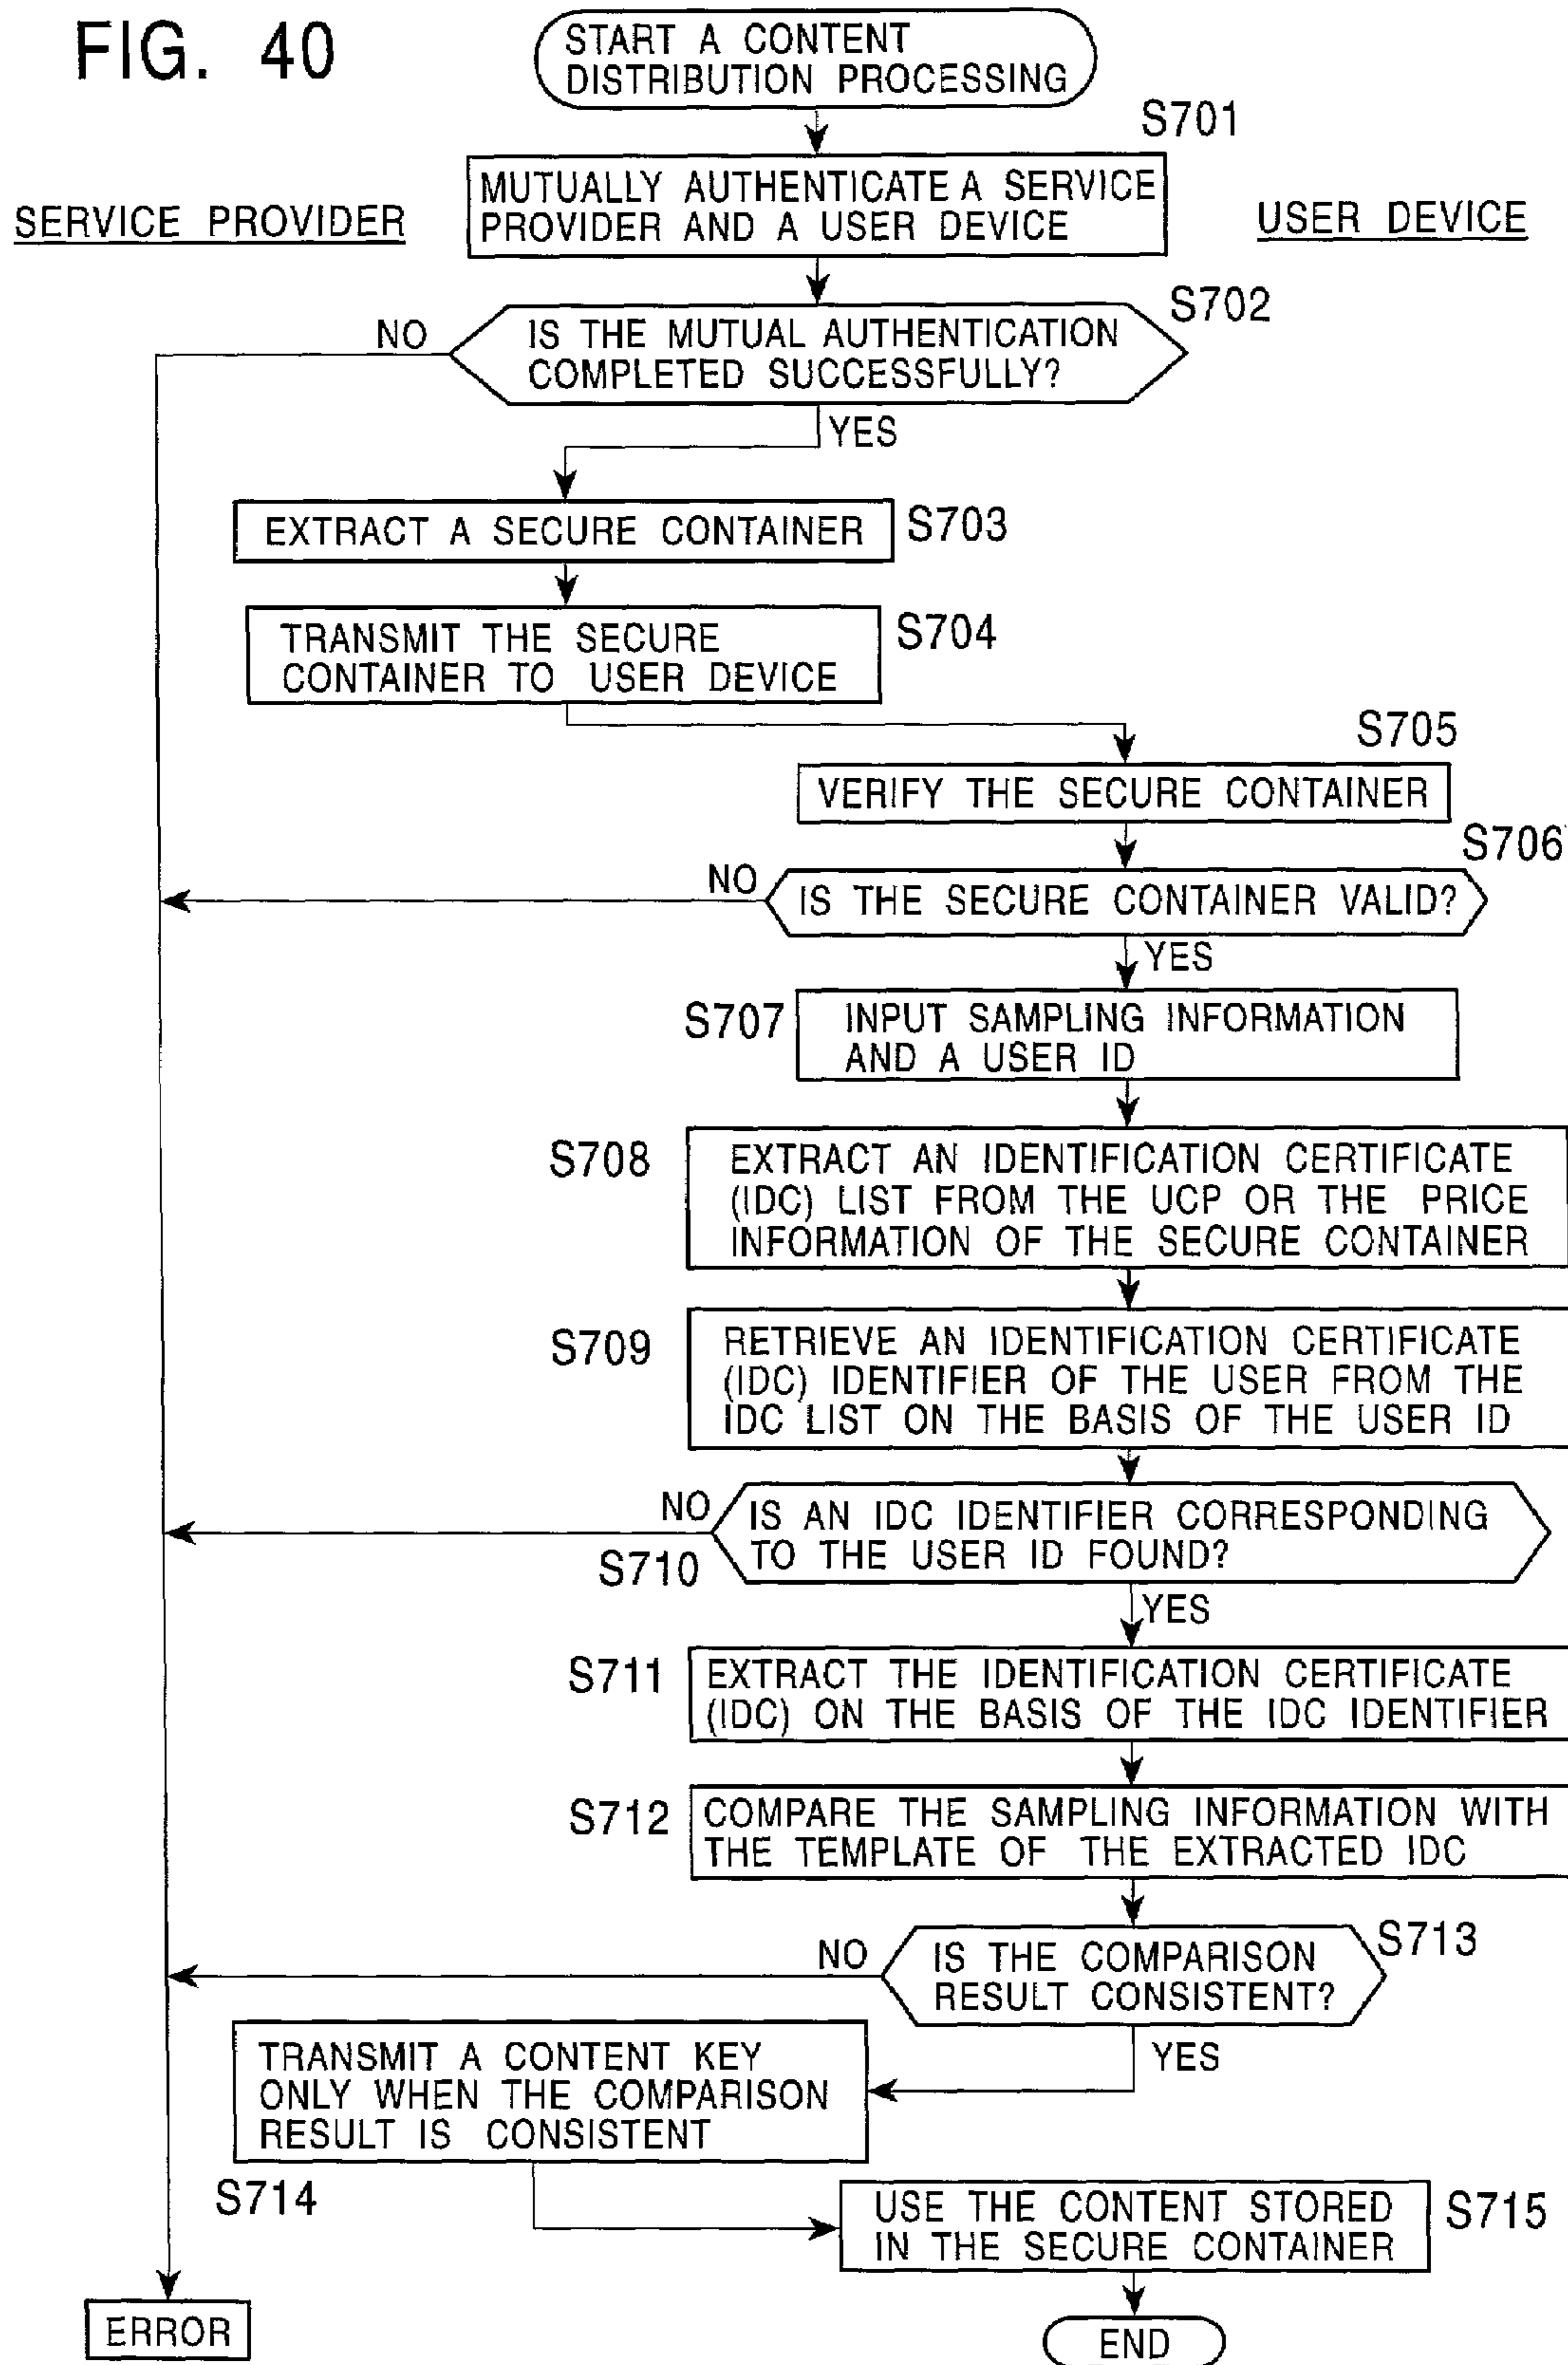 FIG. 40
START A CONTENT
DISTRIBUTION PROCESSING
S701
MUTUALLY AUTHENTICATE A SERVICE
PROVIDER AND A USER DEVICE
SERVICE PROVIDER
USER DEVICE
S702
NO
IS THE MUTUAL AUTHENTICATION
COMPLETED SUCCESSFULLY?
YES
EXTRACT A SECURE CONTAINER
S703
TRANSMIT THE SECURE
CONTAINER TO USER DEVICE
S704
S705
VERIFY THE SECURE CONTAINER
S706
NO
IS THE SECURE CONTAINER VALID?
YES
S707
INPUT SAMPLING INFORMATION
AND A USER ID
S708
EXTRACT AN IDENTIFICATION CERTIFICATE
(IDC) LIST FROM THE UCP OR THE PRICE
INFORMATION OF THE SECURE CONTAINER
S709
RETRIEVE AN IDENTIFICATION CERTIFICATE
(IDC) IDENTIFIER OF THE USER FROM THE
IDC LIST ON THE BASIS OF THE USER ID
NO
IS AN IDC IDENTIFIER CORRESPONDING
TO THE USER ID FOUND?
S710
YES
S711
EXTRACT THE IDENTIFICATION CERTIFICATE
(IDC) ON THE BASIS OF THE IDC IDENTIFIER
S712
COMPARE THE SAMPLING INFORMATION WITH
THE TEMPLATE OF THE EXTRACTED IDC
S713
NO
IS THE COMPARISON
RESULT CONSISTENT?
YES
TRANSMIT A CONTENT KEY
ONLY WHEN THE COMPARISON
RESULT IS CONSISTENT
S714
USE THE CONTENT STORED
IN THE SECURE CONTAINER
S715
ERROR
END